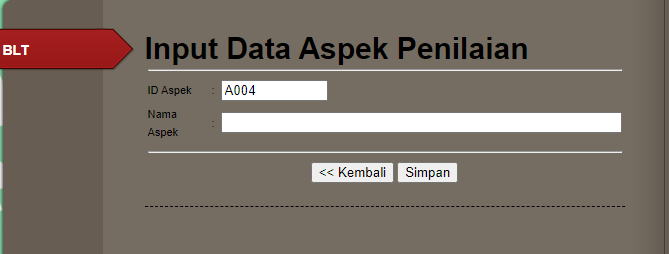 BLT
Input Data Aspek Penilaian
ID Aspek : A004
Nama
Aspek :
<< Kembali Simpan